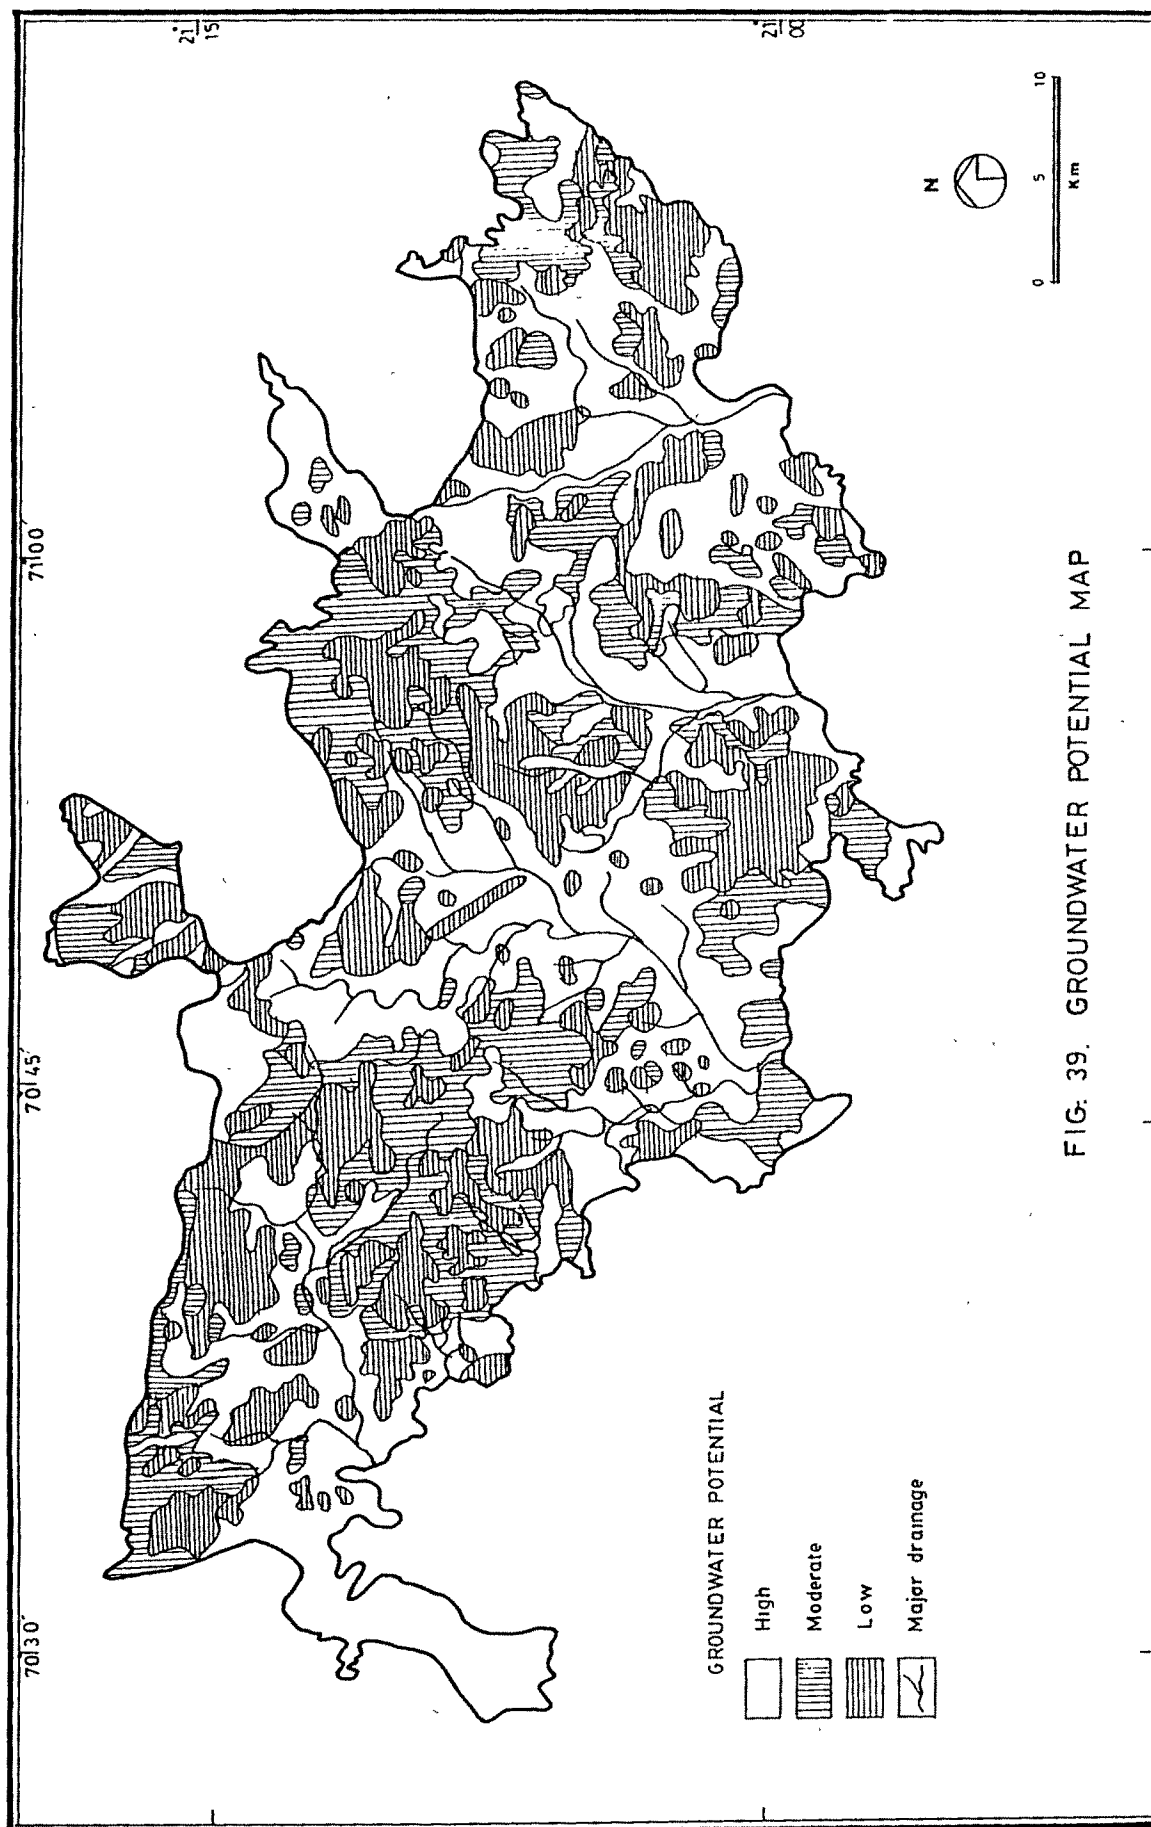 70°30'
70°45'
71°00'
21°
15
21°
00
N
0 5 10
Km
GROUNDWATER POTENTIAL
High
Moderate
Low
Major drainage
FIG. 39. GROUNDWATER POTENTIAL MAP